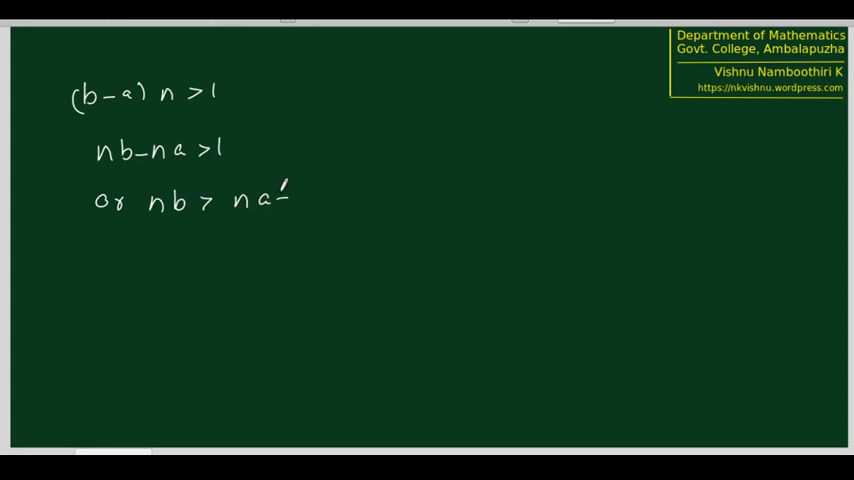 Department of Mathematics
Govt. College, Ambalapuzha
Vishnu Namboothiri K
https://nkvishnu.wordpress.com
(b-a) n > 1
nb-na > 1
or nb > na